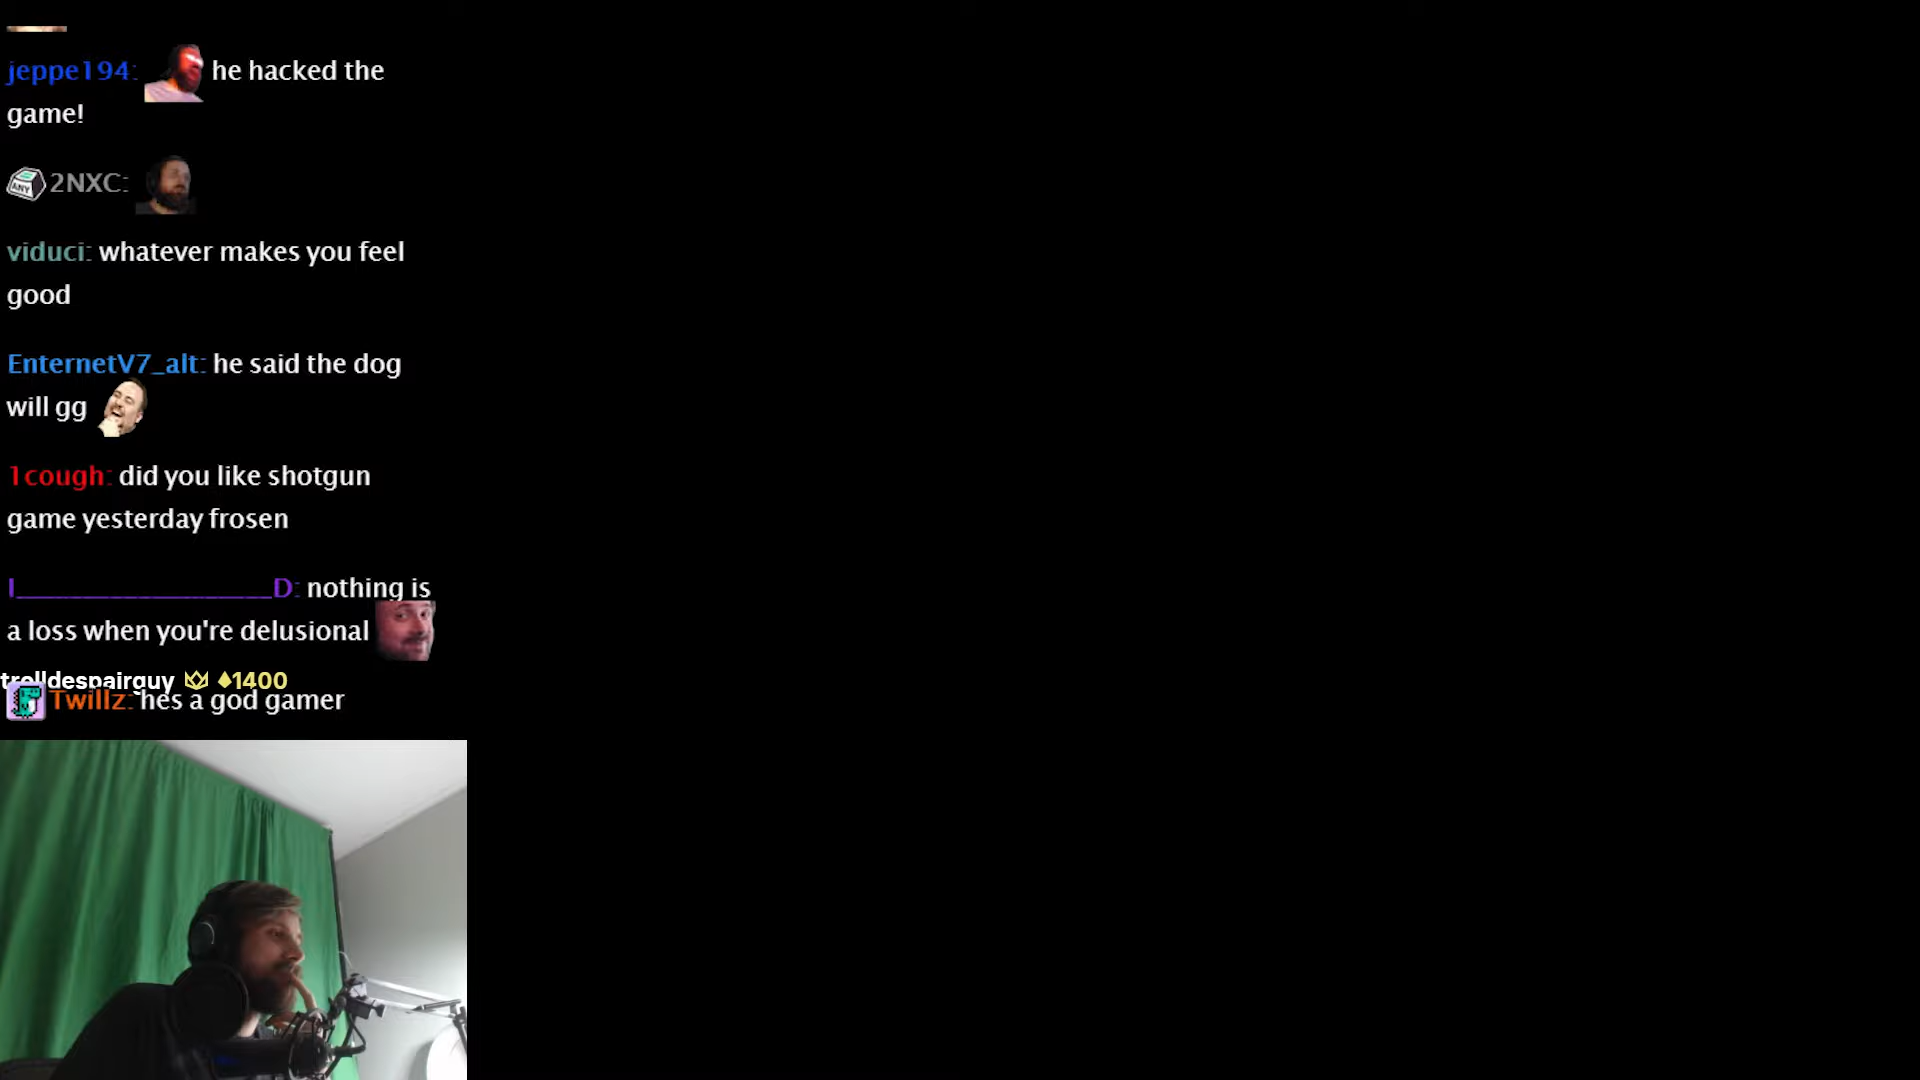 jeppe194: he hacked the
game!
ANY 2NXC:
viduci: whatever makes you feel
good
EnternetV7_alt: he said the dog
will gg
1cough: did you like shotgun
game yesterday frosen
I___________________D: nothing is
a loss when you're delusional
trolldespairguy 1400
Twillz: hes a god gamer